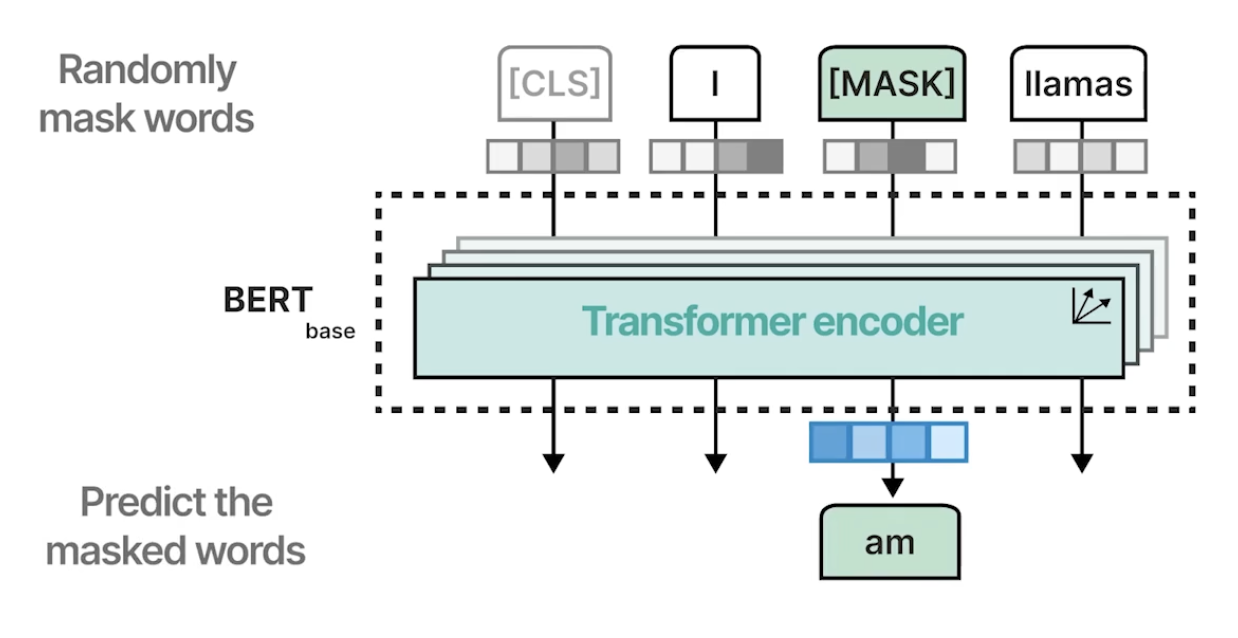 Randomly
mask words
[CLS] I [MASK] llamas
BERT
base
Transformer encoder
Predict the
masked words
am